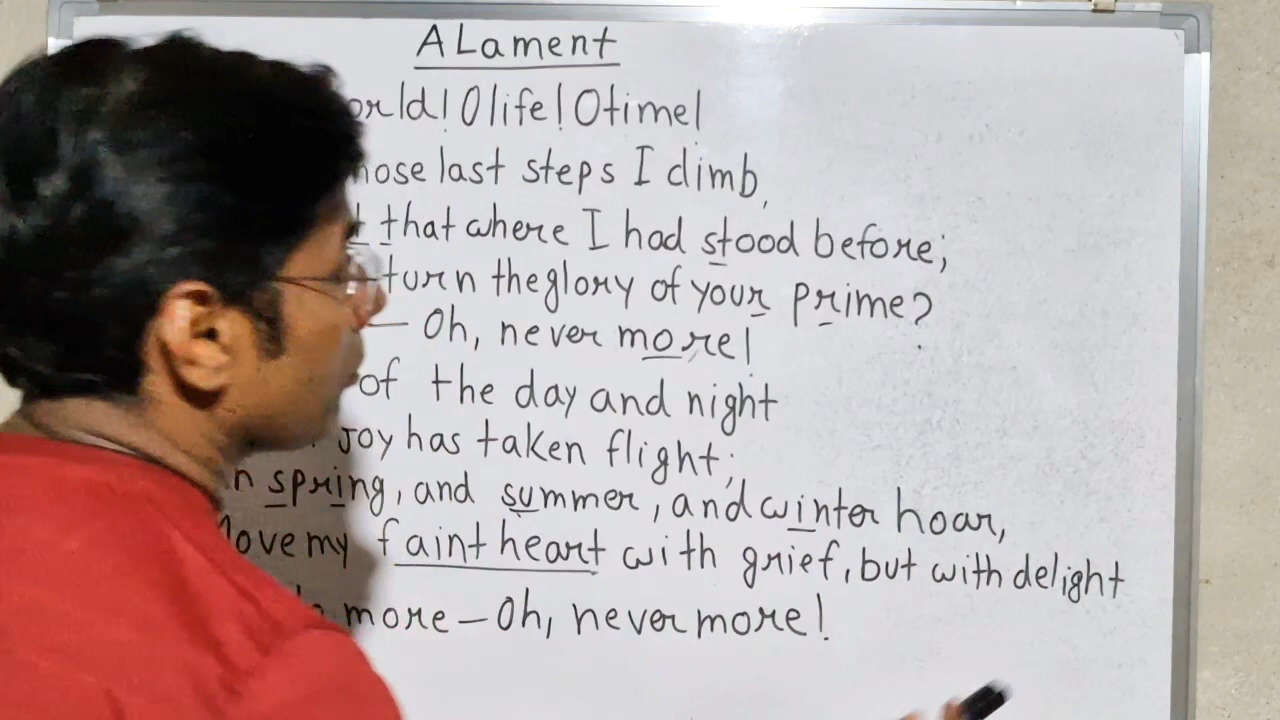 A Lament
orld! O life! O time!
hose last steps I climb,
that where I had stood before;
turn the glory of your prime?
— Oh, never more!
of the day and night
joy has taken flight;
n spring, and summer, and winter hoar,
ove my faint heart with grief, but with delight
more — Oh, never more!